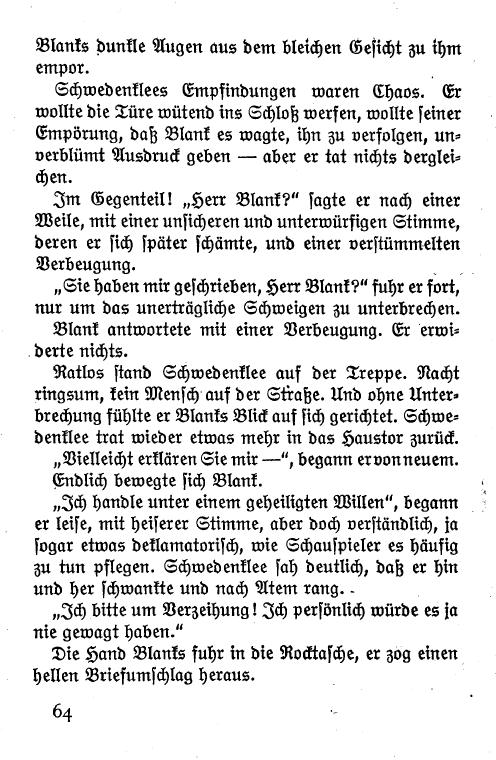 Blanks dunkle Augen aus dem bleichen Gesicht zu ihm
empor.
Schwedenklees Empfindungen waren Chaos. Er
wollte die Türe wütend ins Schloß werfen, wollte seiner
Empörung, daß Blank es wagte, ihn zu verfolgen, un-
verblümt Ausdruck geben — aber er tat nichts derglei-
chen.
Im Gegenteil! „Herr Blank?“ sagte er nach einer
Weile, mit einer unsicheren und unterwürfigen Stimme,
deren er sich später schämte, und einer verstümmelten
Verbeugung.
„Sie haben mir geschrieben, Herr Blank?“ fuhr er fort,
nur um das unerträgliche Schweigen zu unterbrechen.
Blank antwortete mit einer Verbeugung. Er erwi-
derte nichts.
Ratlos stand Schwedenklee auf der Treppe. Nacht
ringsum, kein Mensch auf der Straße. Und ohne Unter-
brechung fühlte er Blanks Blick auf sich gerichtet. Schwe-
denklee trat wieder etwas mehr in das Haustor zurück.
„Vielleicht erklären Sie mir —“, begann er von neuem.
Endlich bewegte sich Blank.
„Ich handle unter einem geheiligten Willen“, begann
er leise, mit heiserer Stimme, aber doch verständlich, ja
sogar etwas deklamatorisch, wie Schauspieler es häufig
zu tun pflegen. Schwedenklee sah deutlich, daß er hin
und her schwankte und nach Atem rang.
„Ich bitte um Verzeihung! Ich persönlich würde es ja
nie gewagt haben.“
Die Hand Blanks fuhr in die Rocktasche, er zog einen
hellen Briefumschlag heraus.
64